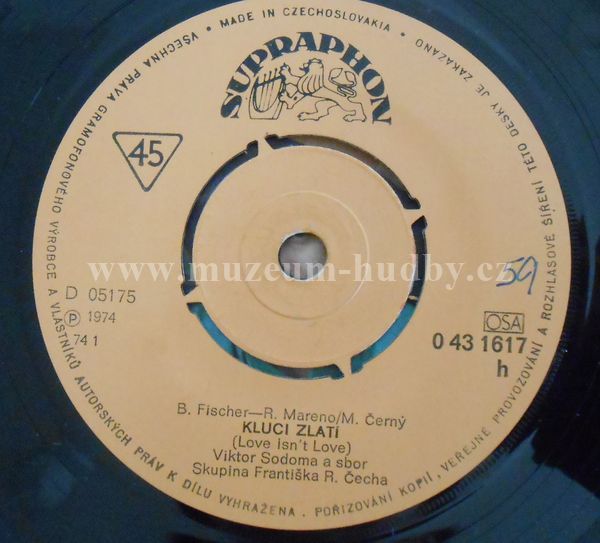 VŠECHNA PRÁVA GRAMOFONOVÉHO VÝROBCE A VLASTNÍKŮ AUTORSKÝCH PRÁV K DÍLU VYHRAŽENA. POŘIZOVÁNÍ KOPIÍ, VEŘEJNÉ PROVOZOVÁNÍ A ROZHLASOVÉ ŠÍŘENÍ TÉTO DESKY JE ZAKÁZÁNO
• MADE IN CZECHOSLOVAKIA •
SUPRAPHON
45
www.muzeum-hudby.cz
59
D 05175
Ⓟ 1974
74 1
OSA
0 43 1617
h
B. Fischer—R. Mareno/M. Černý
KLUCI ZLATÍ
(Love Isn't Love)
Viktor Sodoma a sbor
Skupina Františka R. Čecha